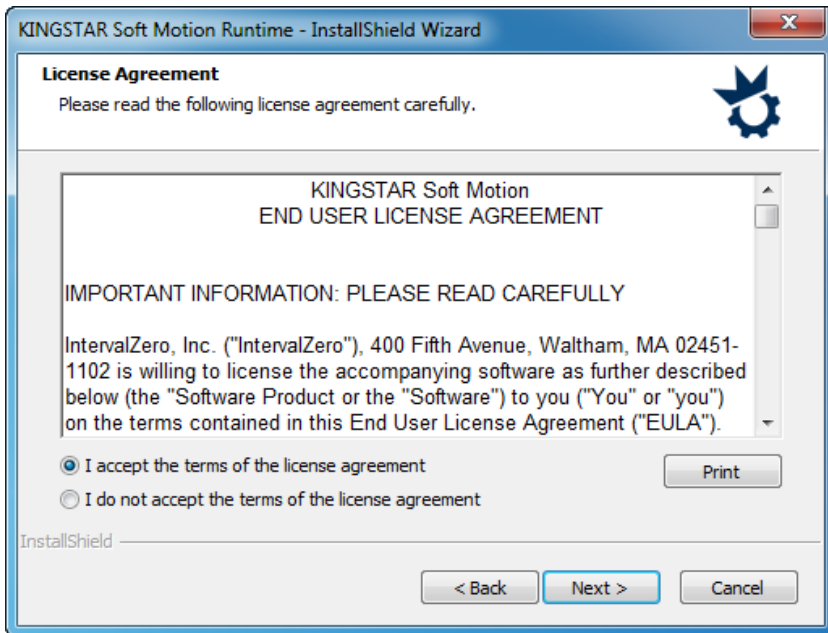 KINGSTAR Soft Motion Runtime - InstallShield Wizard
License Agreement
Please read the following license agreement carefully.
KINGSTAR Soft Motion
END USER LICENSE AGREEMENT
IMPORTANT INFORMATION: PLEASE READ CAREFULLY
IntervalZero, Inc. ("IntervalZero"), 400 Fifth Avenue, Waltham, MA 02451-
1102 is willing to license the accompanying software as further described
below (the "Software Product or the "Software") to you ("You" or "you")
on the terms contained in this End User License Agreement ("EULA").
I accept the terms of the license agreement
Print
I do not accept the terms of the license agreement
InstallShield
< Back
Next >
Cancel